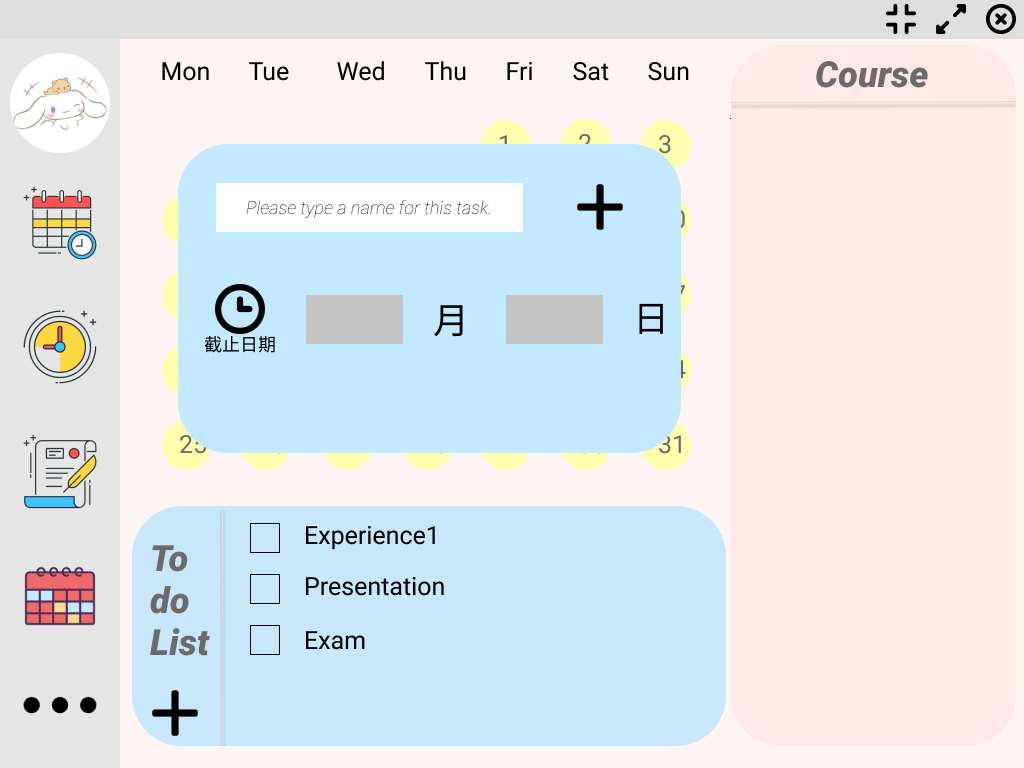 Mon Tue Wed Thu Fri Sat Sun
Course
1 2 3
Please type a name for this task.
月 日
截止日期
25 31
To
do
List
Experience1
Presentation
Exam